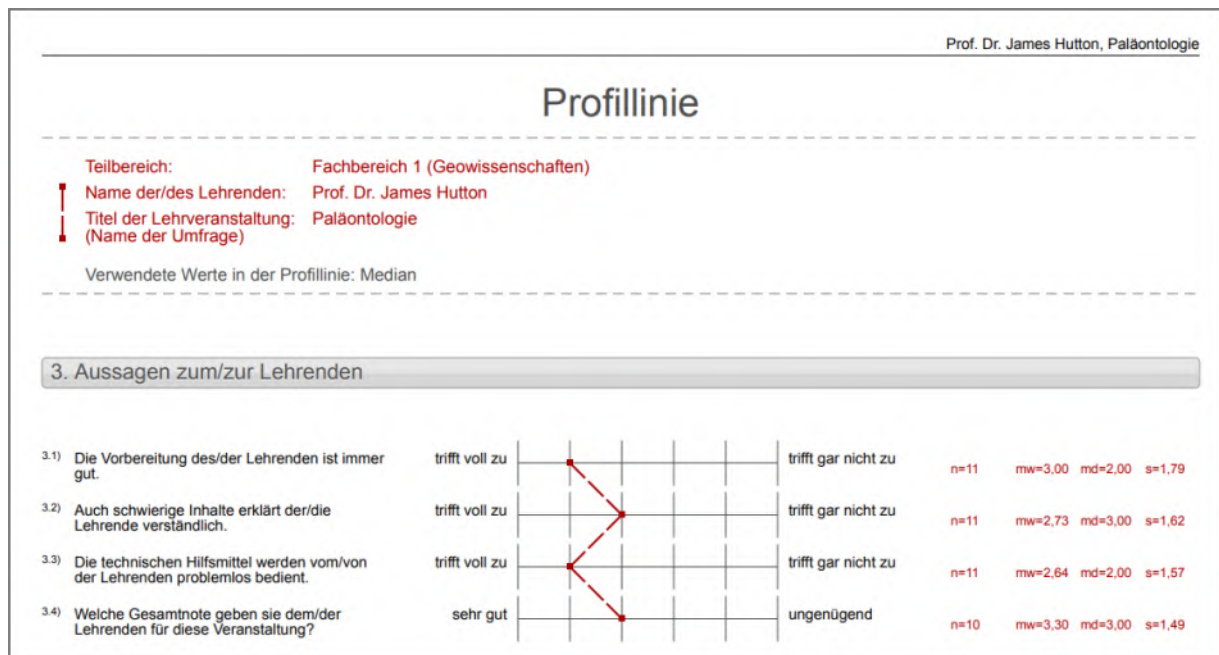 Prof. Dr. James Hutton, Paläontologie
Profillinie
Teilbereich: Fachbereich 1 (Geowissenschaften)
Name der/des Lehrenden: Prof. Dr. James Hutton
Titel der Lehrveranstaltung: Paläontologie
(Name der Umfrage)
Verwendete Werte in der Profillinie: Median
3. Aussagen zum/zur Lehrenden
3.1) Die Vorbereitung des/der Lehrenden ist immer
gut.
trifft voll zu trifft gar nicht zu
n=11 mw=3,00 md=2,00 s=1,79
3.2) Auch schwierige Inhalte erklärt der/die
Lehrende verständlich.
trifft voll zu trifft gar nicht zu
n=11 mw=2,73 md=3,00 s=1,62
3.3) Die technischen Hilfsmittel werden vom/von
der Lehrenden problemlos bedient.
trifft voll zu trifft gar nicht zu
n=11 mw=2,64 md=2,00 s=1,57
3.4) Welche Gesamtnote geben sie dem/der
Lehrenden für diese Veranstaltung?
sehr gut ungenügend
n=10 mw=3,30 md=3,00 s=1,49